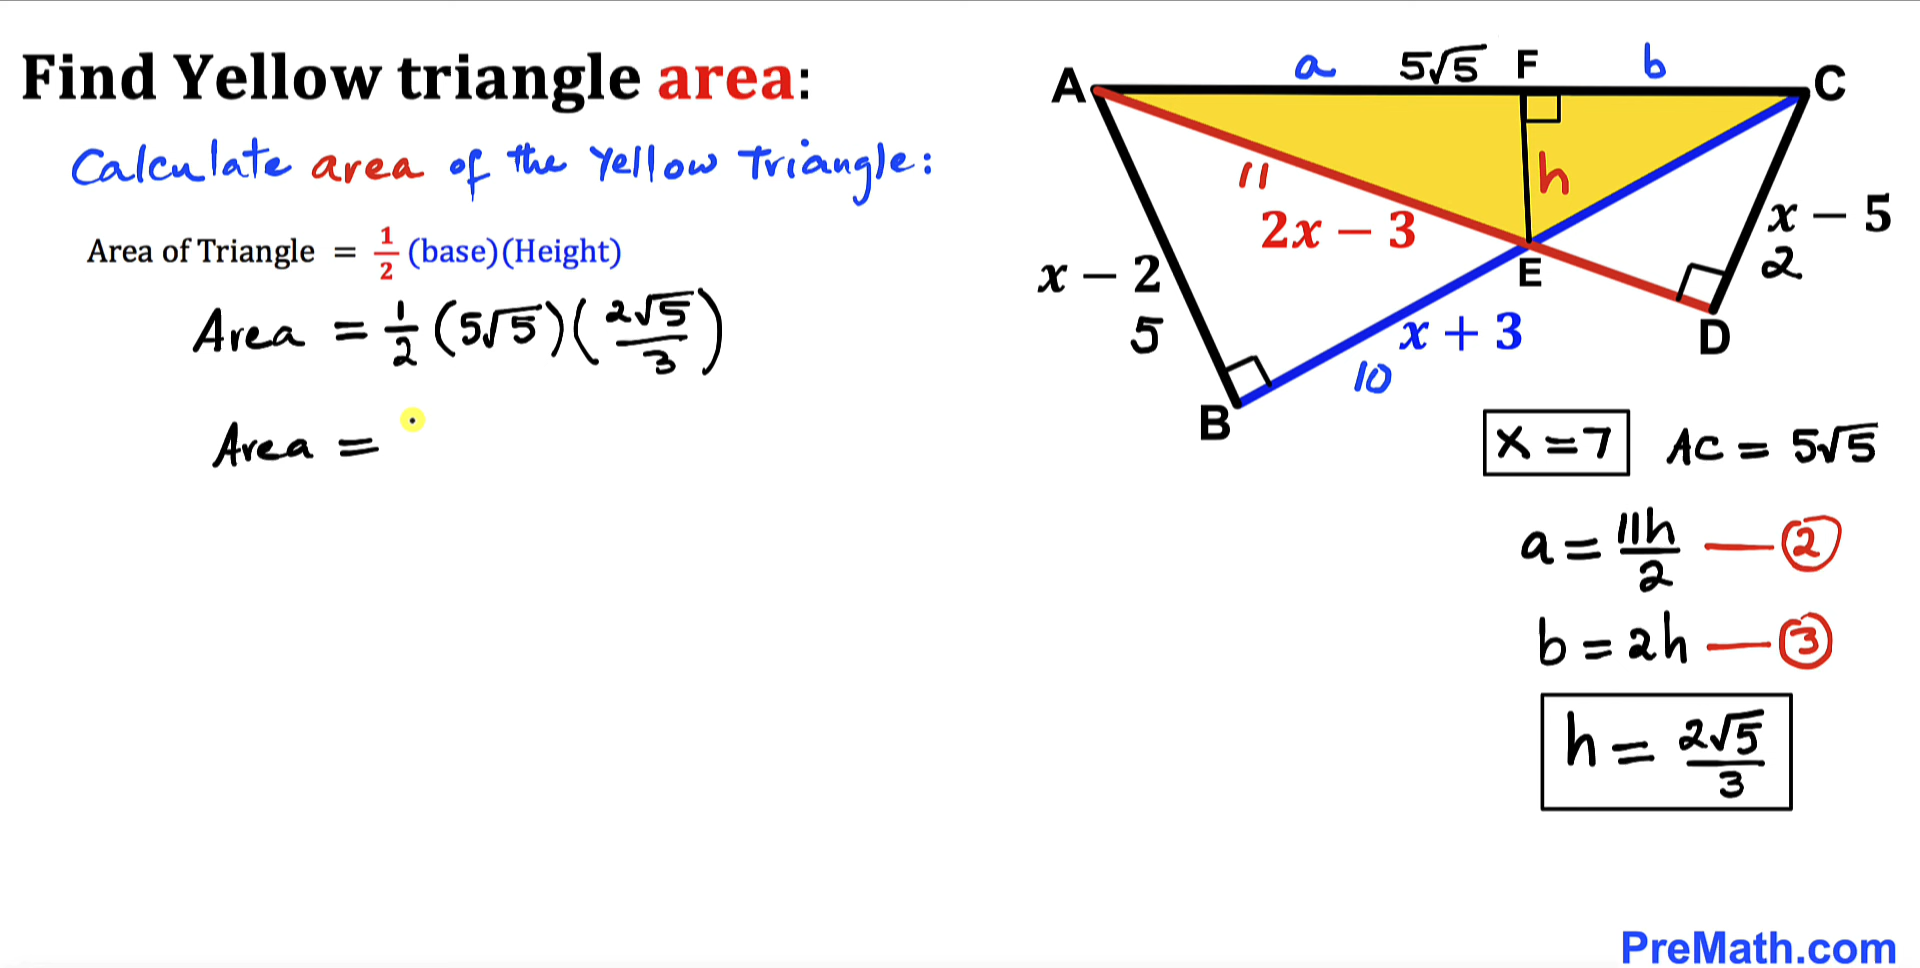 Find Yellow triangle area:
Calculate area of the Yellow Triangle:
Area of Triangle = 1/2 (base)(Height)
Area = 1/2 (5√5)(2√5/3)
Area =
a 5√5 F b
A C
11 h
2x − 3 x − 5
x − 2 E 2
5 x + 3 D
10
B
x = 7 AC = 5√5
a = 11h/2 — ②
b = 2h — ③
h = 2√5/3
PreMath.com